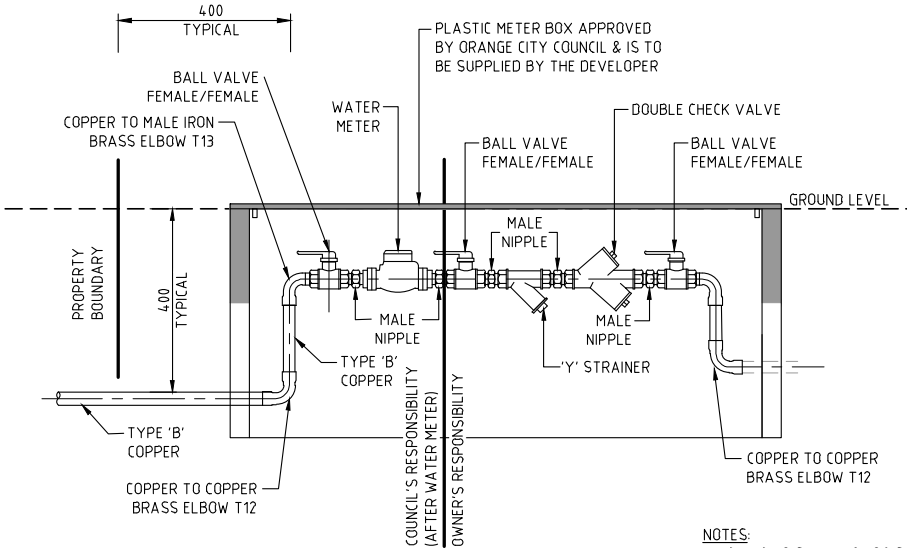 400
TYPICAL
PLASTIC METER BOX APPROVED
BY ORANGE CITY COUNCIL & IS TO
BE SUPPLIED BY THE DEVELOPER
BALL VALVE
FEMALE/FEMALE
WATER
METER
DOUBLE CHECK VALVE
COPPER TO MALE IRON
BRASS ELBOW T13
BALL VALVE
FEMALE/FEMALE
BALL VALVE
FEMALE/FEMALE
GROUND LEVEL
MALE
NIPPLE
PROPERTY
BOUNDARY
400
TYPICAL
MALE
NIPPLE
MALE
NIPPLE
TYPE 'B'
COPPER
'Y' STRAINER
TYPE 'B'
COPPER
COUNCIL'S RESPONSIBILITY
(AFTER WATER METER)
OWNER'S RESPONSIBILITY
COPPER TO COPPER
BRASS ELBOW T12
COPPER TO COPPER
BRASS ELBOW T12
NOTES: